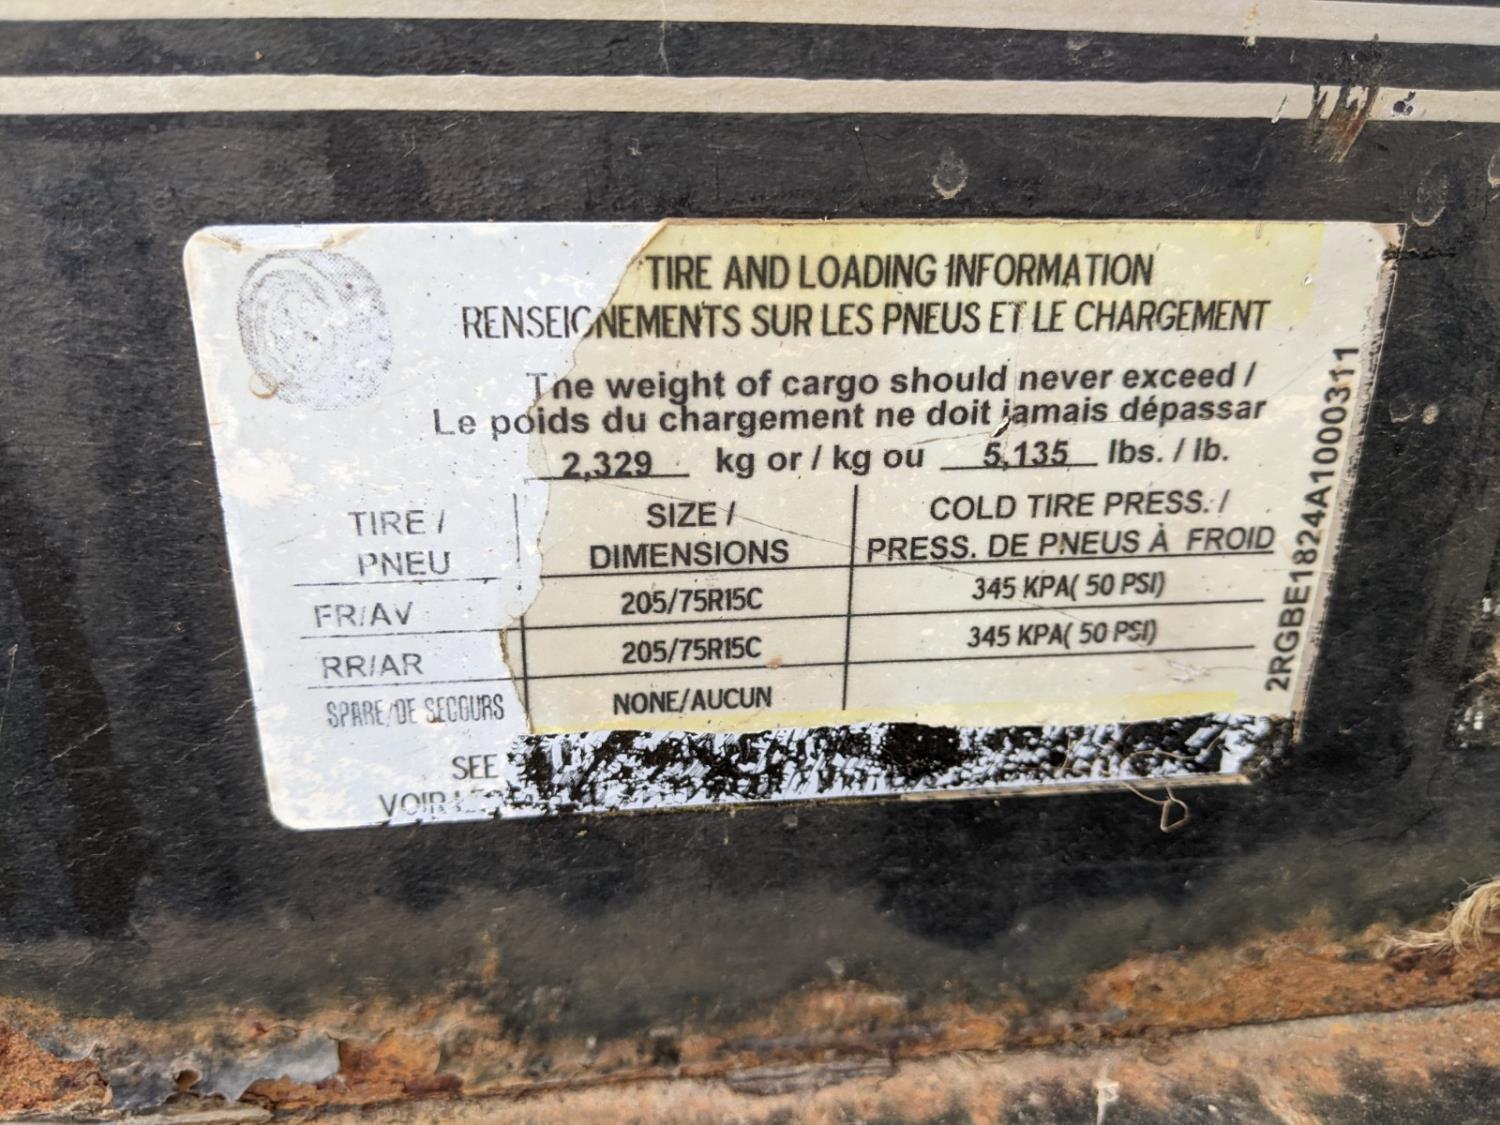 TIRE AND LOADING INFORMATION
RENSEIGNEMENTS SUR LES PNEUS ET LE CHARGEMENT
The weight of cargo should never exceed /
Le poids du chargement ne doit jamais dépassar
2,329 kg or / kg ou 5,135 lbs. / lb.
TIRE / SIZE / COLD TIRE PRESS. /
PNEU DIMENSIONS PRESS. DE PNEUS À FROID
FR/AV 205/75R15C 345 KPA( 50 PSI)
RR/AR 205/75R15C 345 KPA( 50 PSI)
SPARE/DE SECOURS NONE/AUCUN
SEE
VOIR
2RGBE1824A1000311